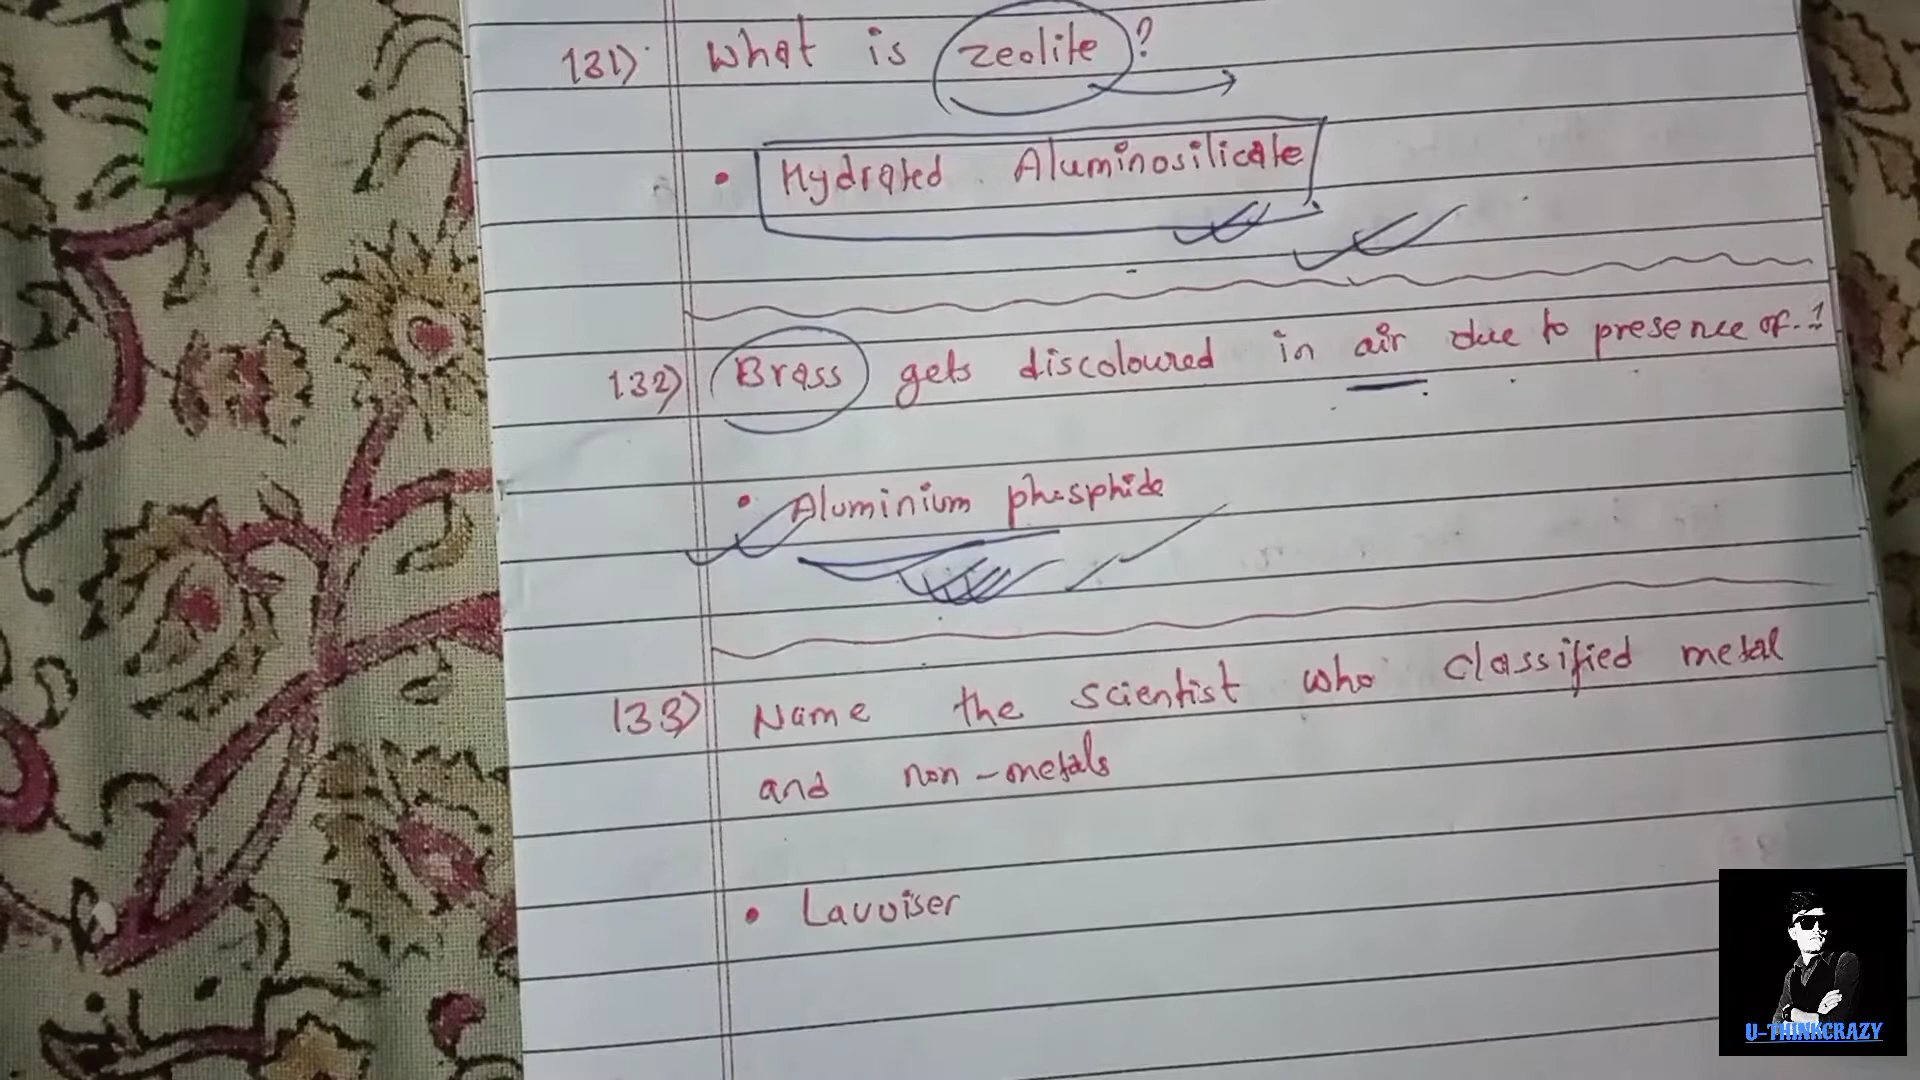 131) What is zeolite ?
• Hydrated Aluminosilicate
132) Brass gets discoloured in air due to presence of..?
• Aluminium phosphide
133) Name the scientist who classified metal
and non-metals
• Lavoiser
U-THINKCRAZY